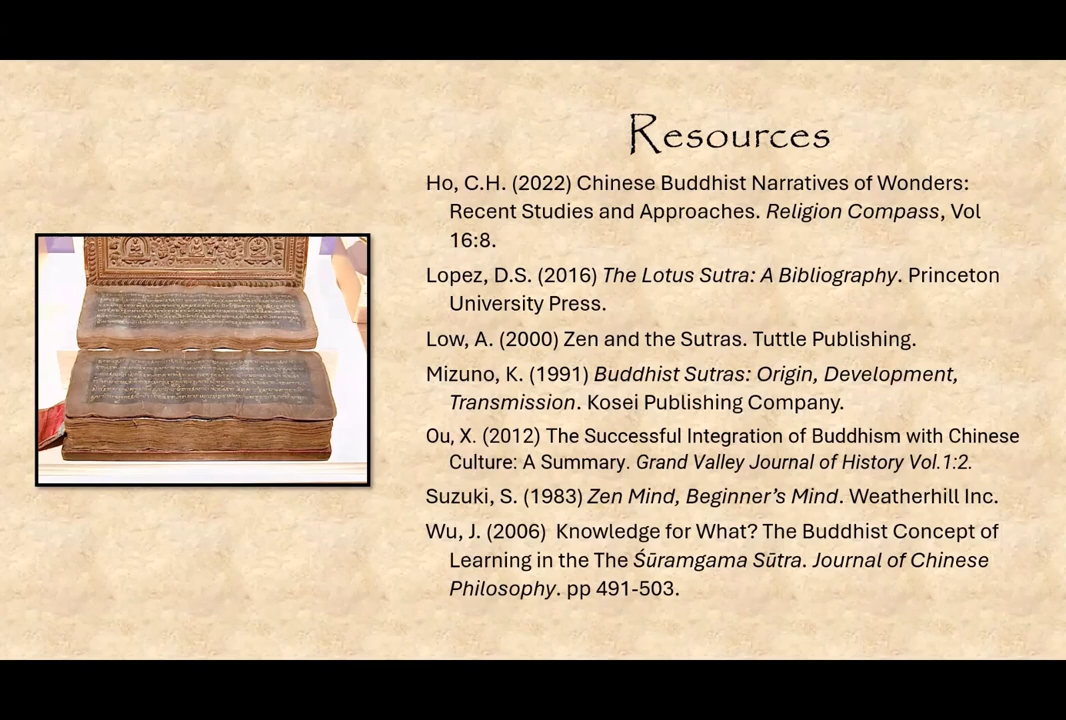 Resources
Ho, C.H. (2022) Chinese Buddhist Narratives of Wonders:
Recent Studies and Approaches. Religion Compass, Vol
16:8.
Lopez, D.S. (2016) The Lotus Sutra: A Bibliography. Princeton
University Press.
Low, A. (2000) Zen and the Sutras. Tuttle Publishing.
Mizuno, K. (1991) Buddhist Sutras: Origin, Development,
Transmission. Kosei Publishing Company.
Ou, X. (2012) The Successful Integration of Buddhism with Chinese
Culture: A Summary. Grand Valley Journal of History Vol.1:2.
Suzuki, S. (1983) Zen Mind, Beginner’s Mind. Weatherhill Inc.
Wu, J. (2006) Knowledge for What? The Buddhist Concept of
Learning in the The Śūramgama Sūtra. Journal of Chinese
Philosophy. pp 491-503.